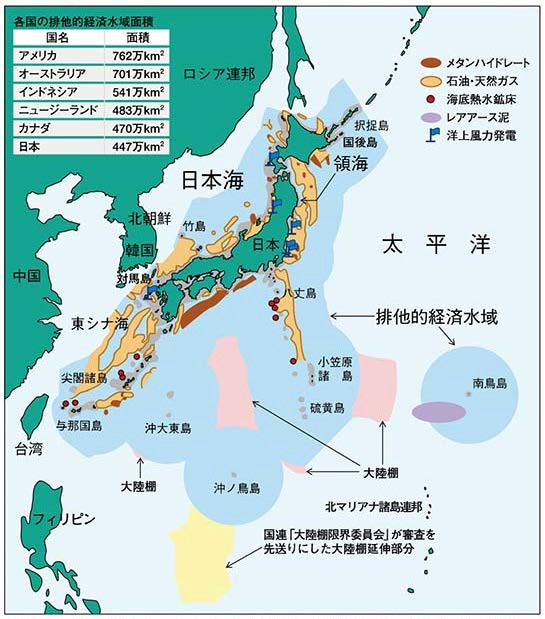 各国の排他的経済水域面積
国名 面積
アメリカ 762万km²
オーストラリア 701万km²
インドネシア 541万km²
ニュージーランド 483万km²
カナダ 470万km²
日本 447万km²
メタンハイドレート
石油・天然ガス
海底熱水鉱床
レアアース泥
洋上風力発電
ロシア連邦
択捉島
国後島
領海
日本海
北朝鮮
竹島
韓国
日本
太平洋
中国
対馬島
八丈島
東シナ海
排他的経済水域
小笠原
諸島
南鳥島
尖閣諸島
硫黄島
与那国島
沖大東島
台湾
大陸棚
大陸棚
沖ノ鳥島
北マリアナ諸島連邦
フィリピン
国連「大陸棚限界委員会」が審査を
先送りにした大陸棚延伸部分